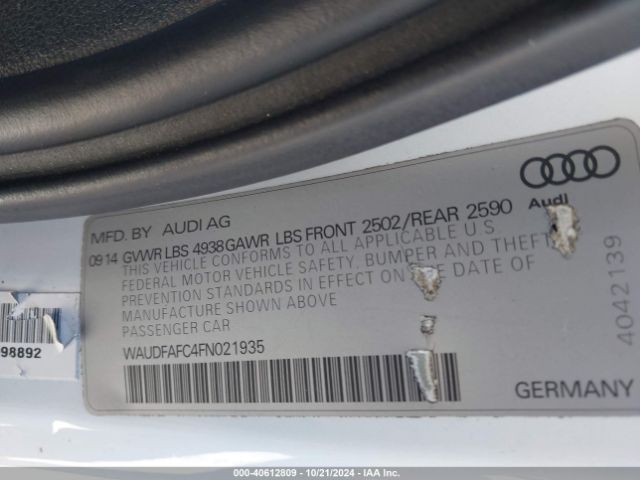 MFD. BY AUDI AG
09 14 GVWR LBS 4938 GAWR LBS FRONT 2502/REAR 2590
THIS VEHICLE CONFORMS TO ALL APPLICABLE U S
FEDERAL MOTOR VEHICLE SAFETY, BUMPER AND THEFT
PREVENTION STANDARDS IN EFFECT ON THE DATE OF
MANUFACTURE SHOWN ABOVE
PASSENGER CAR
WAUDFAFC4FN021935
Audi
4042139
GERMANY
98892
000-40612809 - 10/21/2024 - IAA Inc.